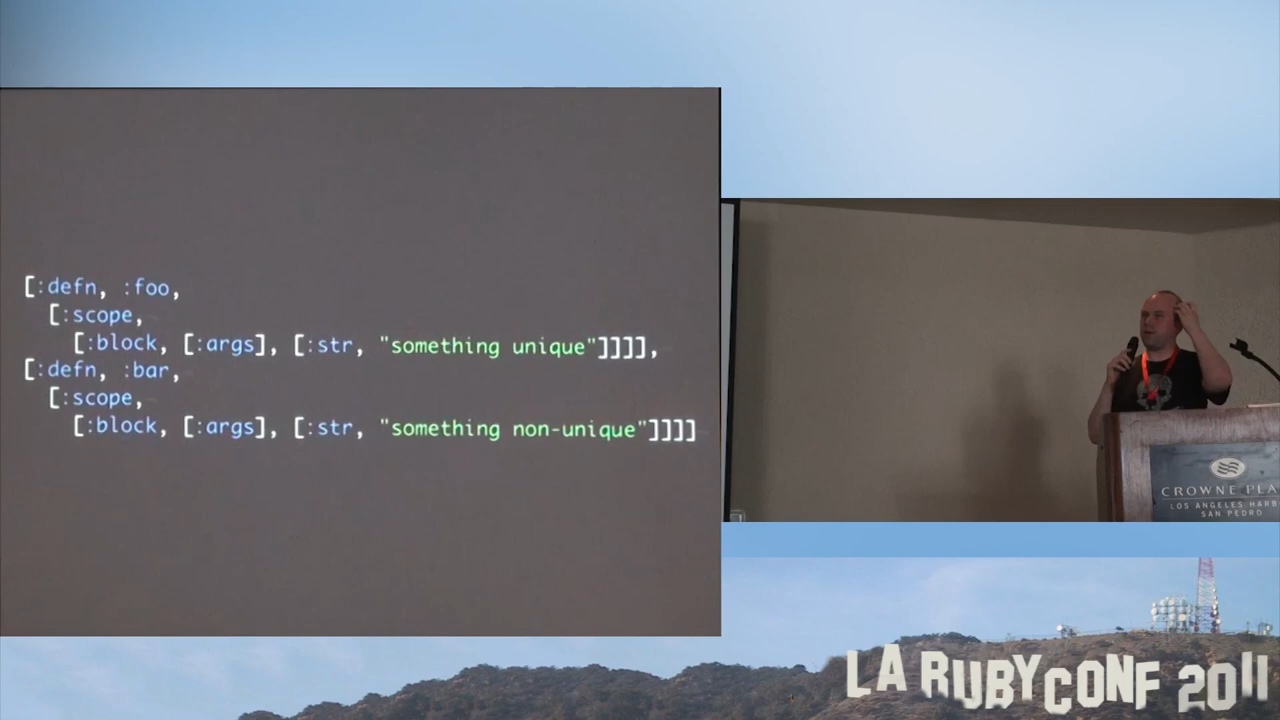 [:defn, :foo,
[:scope,
[:block, [:args], [:str, "something unique"]]]],
[:defn, :bar,
[:scope,
[:block, [:args], [:str, "something non-unique"]]]]
CROWNE PLA
LOS ANGELES HARB
SAN PEDRO
LA RUBYCONF 2011